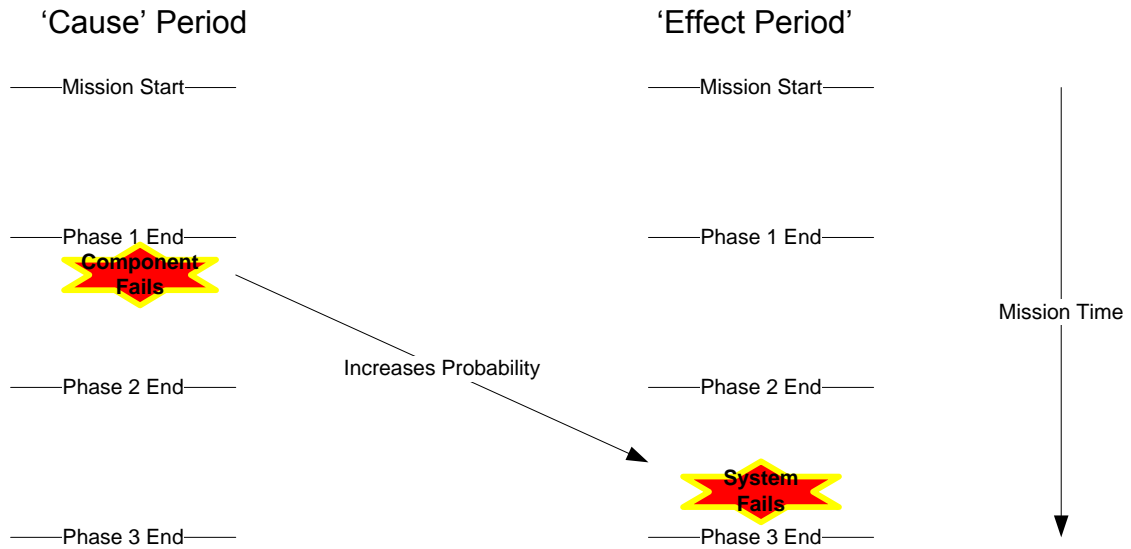 ‘Cause’ Period
‘Effect Period’
Mission Start
Mission Start
Phase 1 End
Phase 1 End
Component
Fails
Mission Time
Increases Probability
Phase 2 End
Phase 2 End
System
Fails
Phase 3 End
Phase 3 End